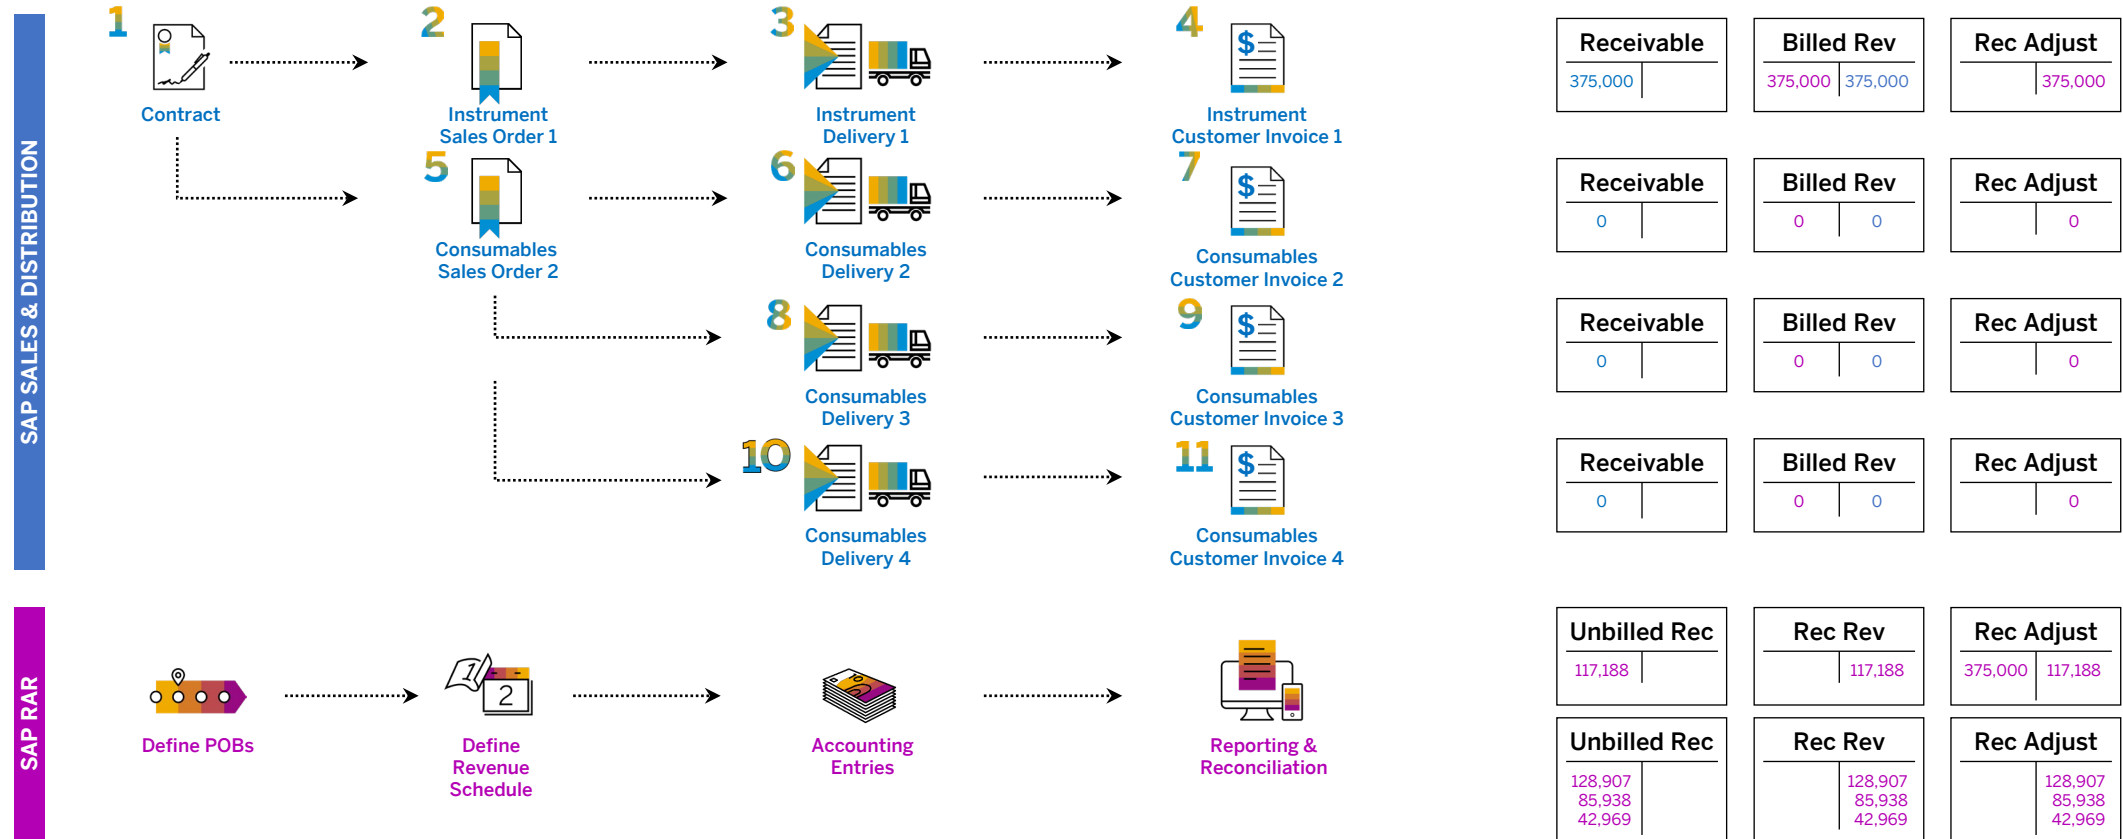 SAP SALES & DISTRIBUTION
1
Contract
2
Instrument
Sales Order 1
3
Instrument
Delivery 1
4
$
Instrument
Customer Invoice 1
Receivable
375,000
Billed Rev
375,000 375,000
Rec Adjust
375,000
5
Consumables
Sales Order 2
6
Consumables
Delivery 2
7
$
Consumables
Customer Invoice 2
Receivable
0
Billed Rev
0 0
Rec Adjust
0
8
Consumables
Delivery 3
9
$
Consumables
Customer Invoice 3
Receivable
0
Billed Rev
0 0
Rec Adjust
0
10
Consumables
Delivery 4
11
$
Consumables
Customer Invoice 4
Receivable
0
Billed Rev
0 0
Rec Adjust
0
SAP RAR
Define POBs
1
2
Define
Revenue
Schedule
10
Accounting
Entries
Reporting &
Reconciliation
Unbilled Rec
117,188
Rec Rev
117,188
Rec Adjust
375,000 117,188
Unbilled Rec
128,907
85,938
42,969
Rec Rev
128,907
85,938
42,969
Rec Adjust
128,907
85,938
42,969